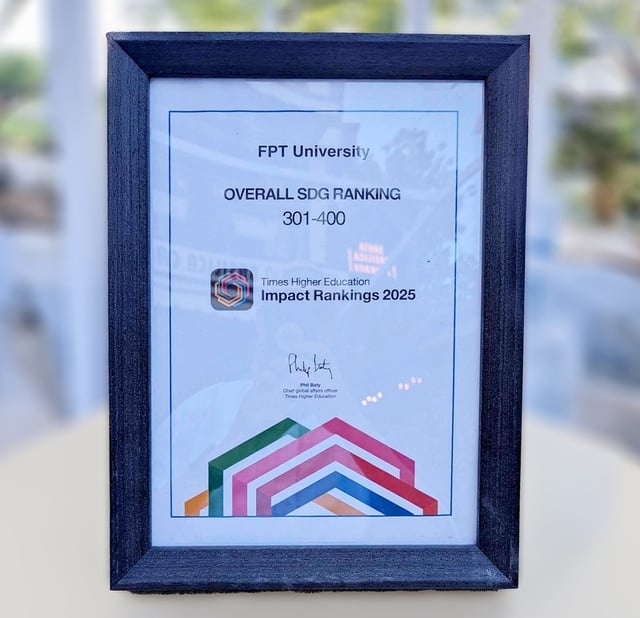 FPT University
OVERALL SDG RANKING
301-400
Times Higher Education
Impact Rankings 2025
Phil Baty
Chief global affairs officer
Times Higher Education